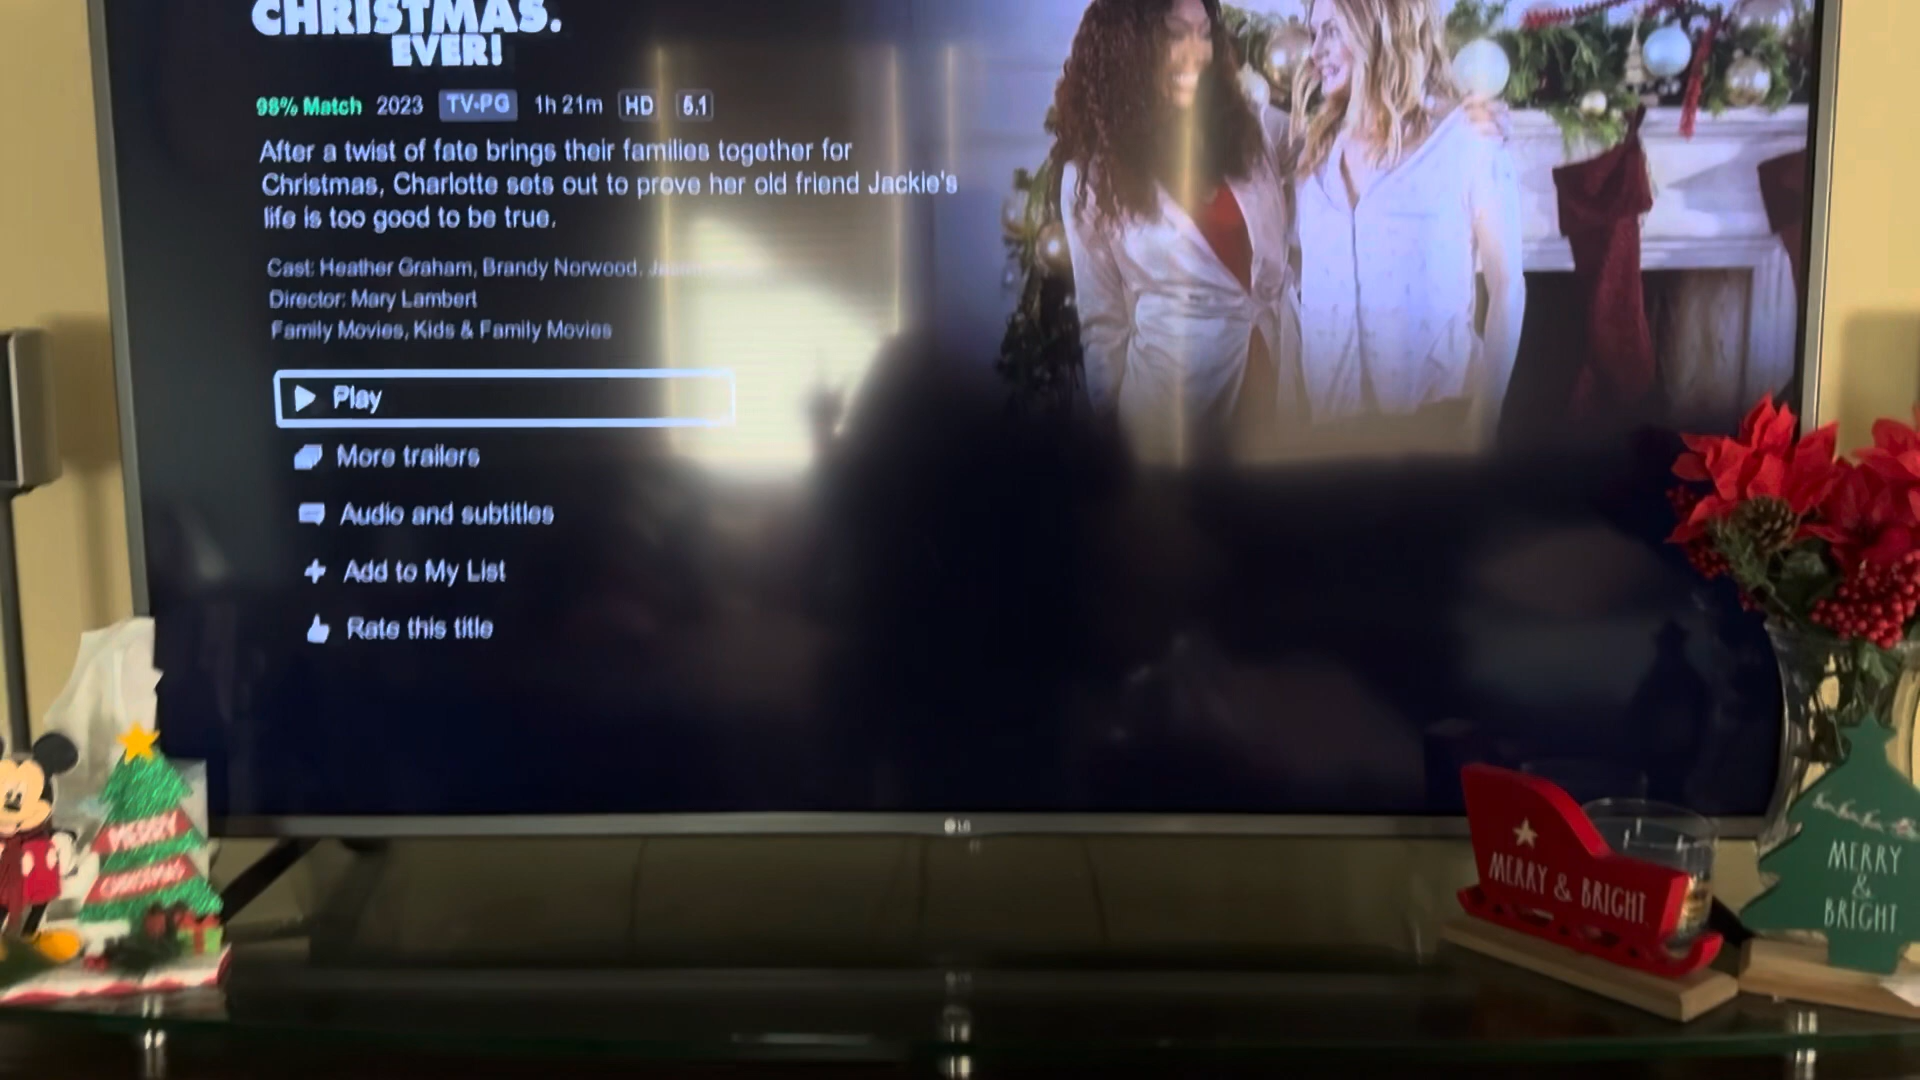 CHRISTMAS.
EVER!
98% Match 2023 TV-PG 1h 21m HD 5.1
After a twist of fate brings their families together for
Christmas, Charlotte sets out to prove her old friend Jackie's
life is too good to be true.
Cast: Heather Graham, Brandy Norwood,
Director: Mary Lambert
Family Movies, Kids & Family Movies
Play
More trailers
Audio and subtitles
Add to My List
Rate this title
LG
MERRY
CHRISTMAS
MERRY & BRIGHT
MERRY
&
BRIGHT